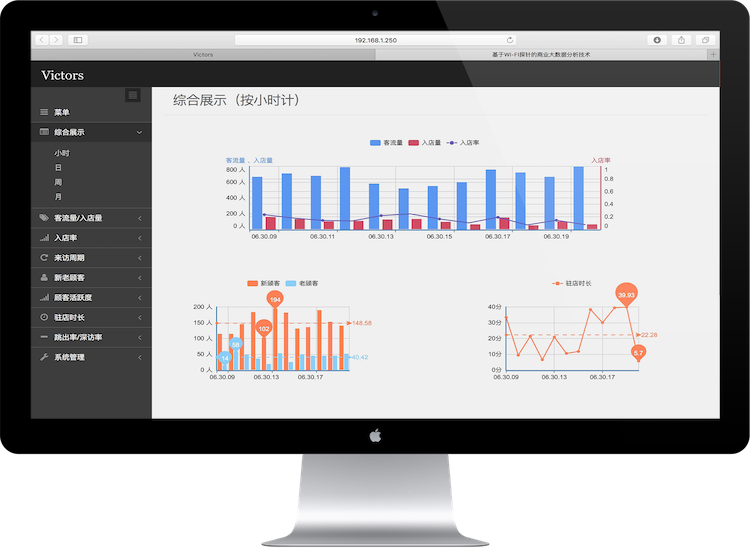 192.168.1.250
Victors
基于Wi-Fi探针的商业大数据分析技术
Victors
菜单
综合展示
小时
日
周
月
客流量/入店量
入店率
来访周期
新老顾客
顾客活跃度
驻店时长
跳出率/深访率
系统管理
综合展示（按小时计）
客流量 入店量 入店率
客流量 、入店量 入店率
800 人 1
600 人 0.8
400 人 0.6
200 人 0.4
0 人 0.2
0
06.30.09 06.30.11 06.30.13 06.30.15 06.30.17 06.30.19
新顾客 老顾客
200 人
150 人
100 人
50 人
0 人
194
148.58
102
58
14
40.42
06.30.09 06.30.13 06.30.17
驻店时长
40分
30分
20分
10分
0分
39.93
22.28
5.7
06.30.09 06.30.13 06.30.17